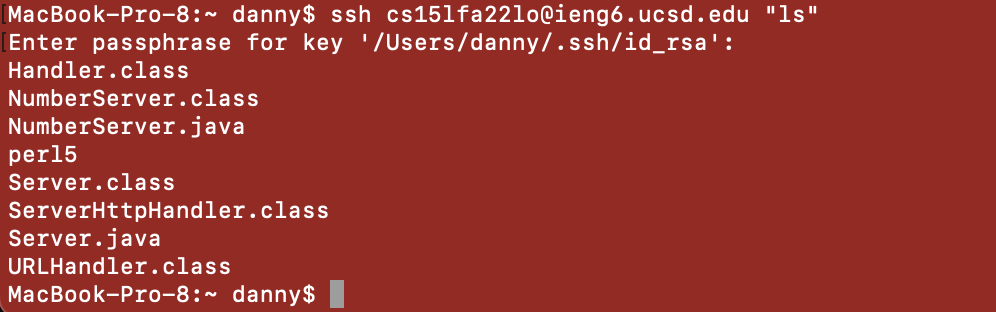 [MacBook-Pro-8:~ danny$ ssh cs15lfa22lo@ieng6.ucsd.edu "ls"
[Enter passphrase for key '/Users/danny/.ssh/id_rsa':
Handler.class
NumberServer.class
NumberServer.java
perl5
Server.class
ServerHttpHandler.class
Server.java
URLHandler.class
MacBook-Pro-8:~ danny$